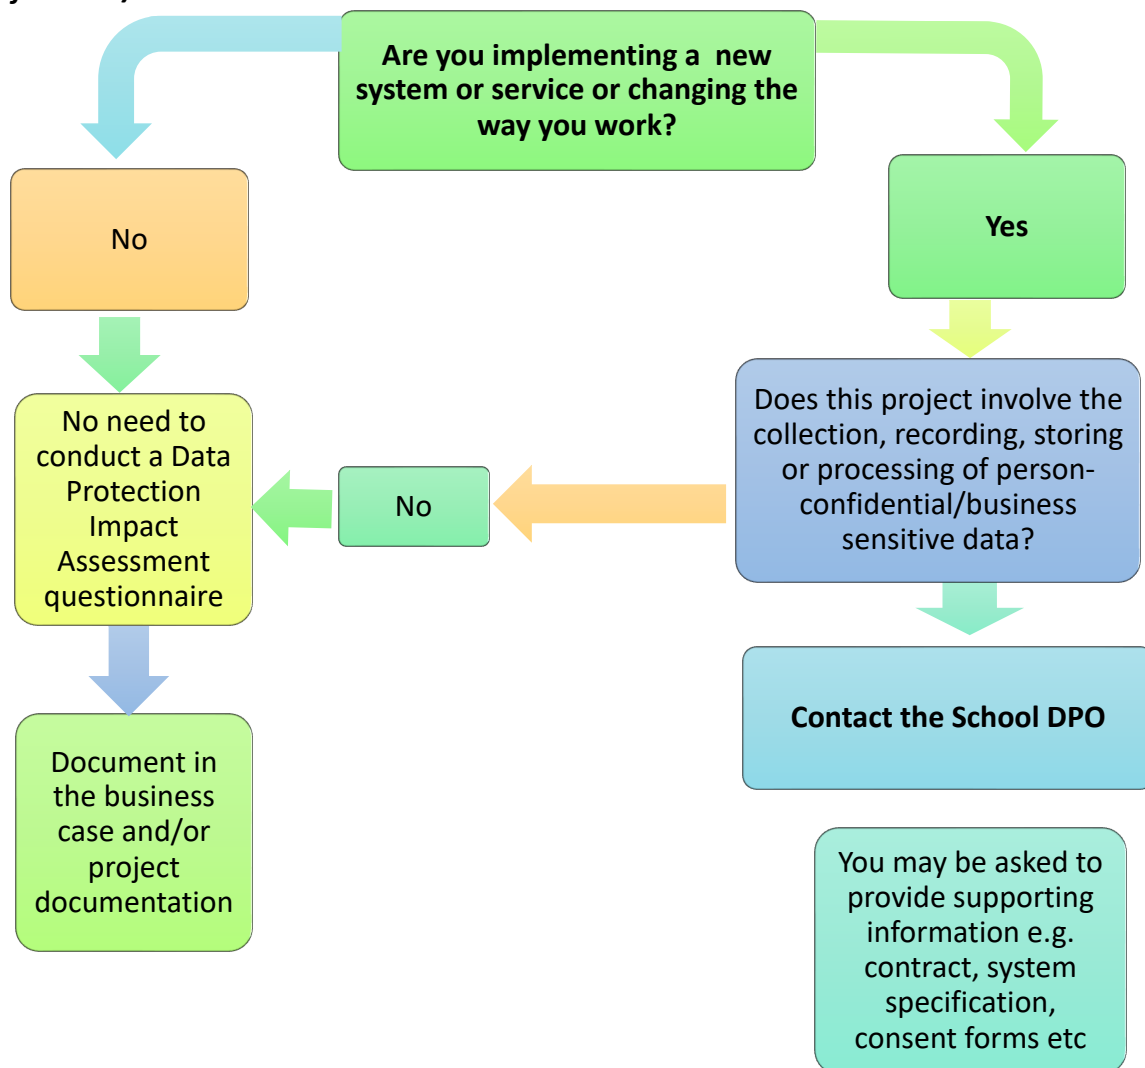 Are you implementing a  new
system or service or changing the
way you work?
No
Yes
No need to
conduct a Data
Protection
Impact
Assessment
questionnaire
No
Does this project involve the
collection, recording, storing
or processing of person-
confidential/business
sensitive data?
Contact the School DPO
Document in
the business
case and/or
project
documentation
You may be asked to
provide supporting
information e.g.
contract, system
specification,
consent forms etc